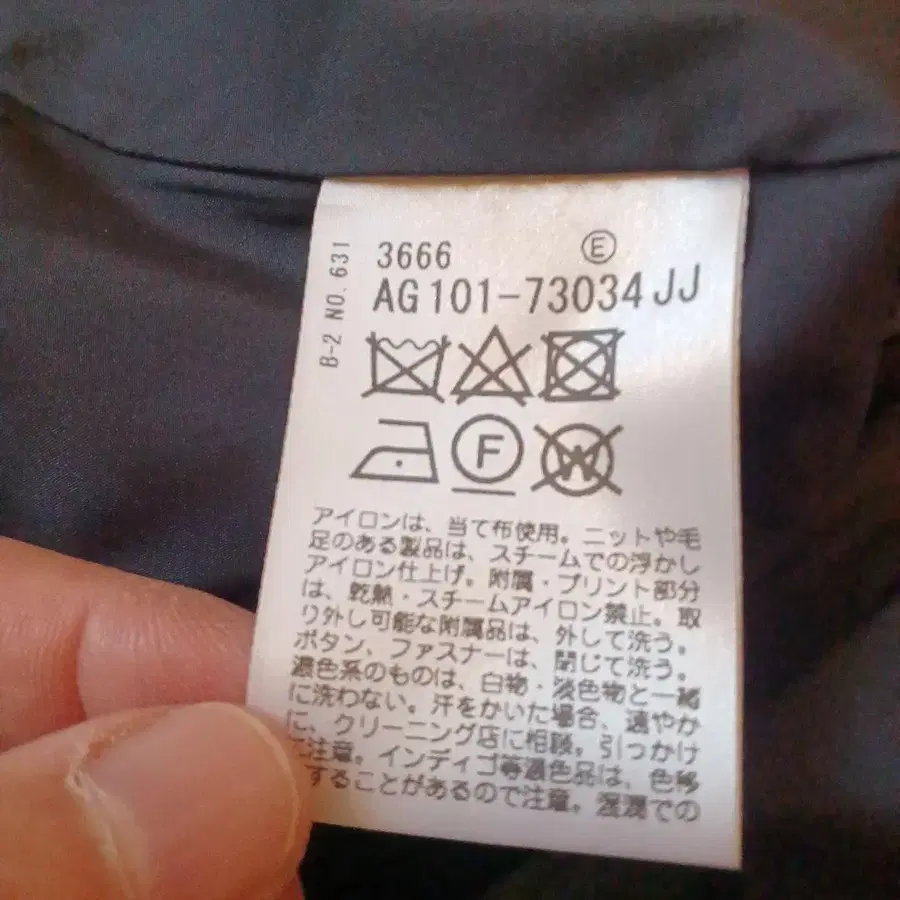 B-2 NO.631
3666 Ⓔ
AG101-73034JJ
F
W
アイロンは、当て布使用。ニットや毛
足のある製品は、スチームでの浮かし
アイロン仕上げ。附属・プリント部分
は、乾熱・スチームアイロン禁止。取
り外し可能な附属品は、外して洗う。
ボタン、ファスナーは、閉じて洗う。
濃色系のものは、白物・淡色物と一緒
に洗わない。汗をかいた場合、速やか
に、クリーニング店に相談。引っかけ
に注意。インディゴ等濃色品は、色移
りすることがあるので注意。湿潤での